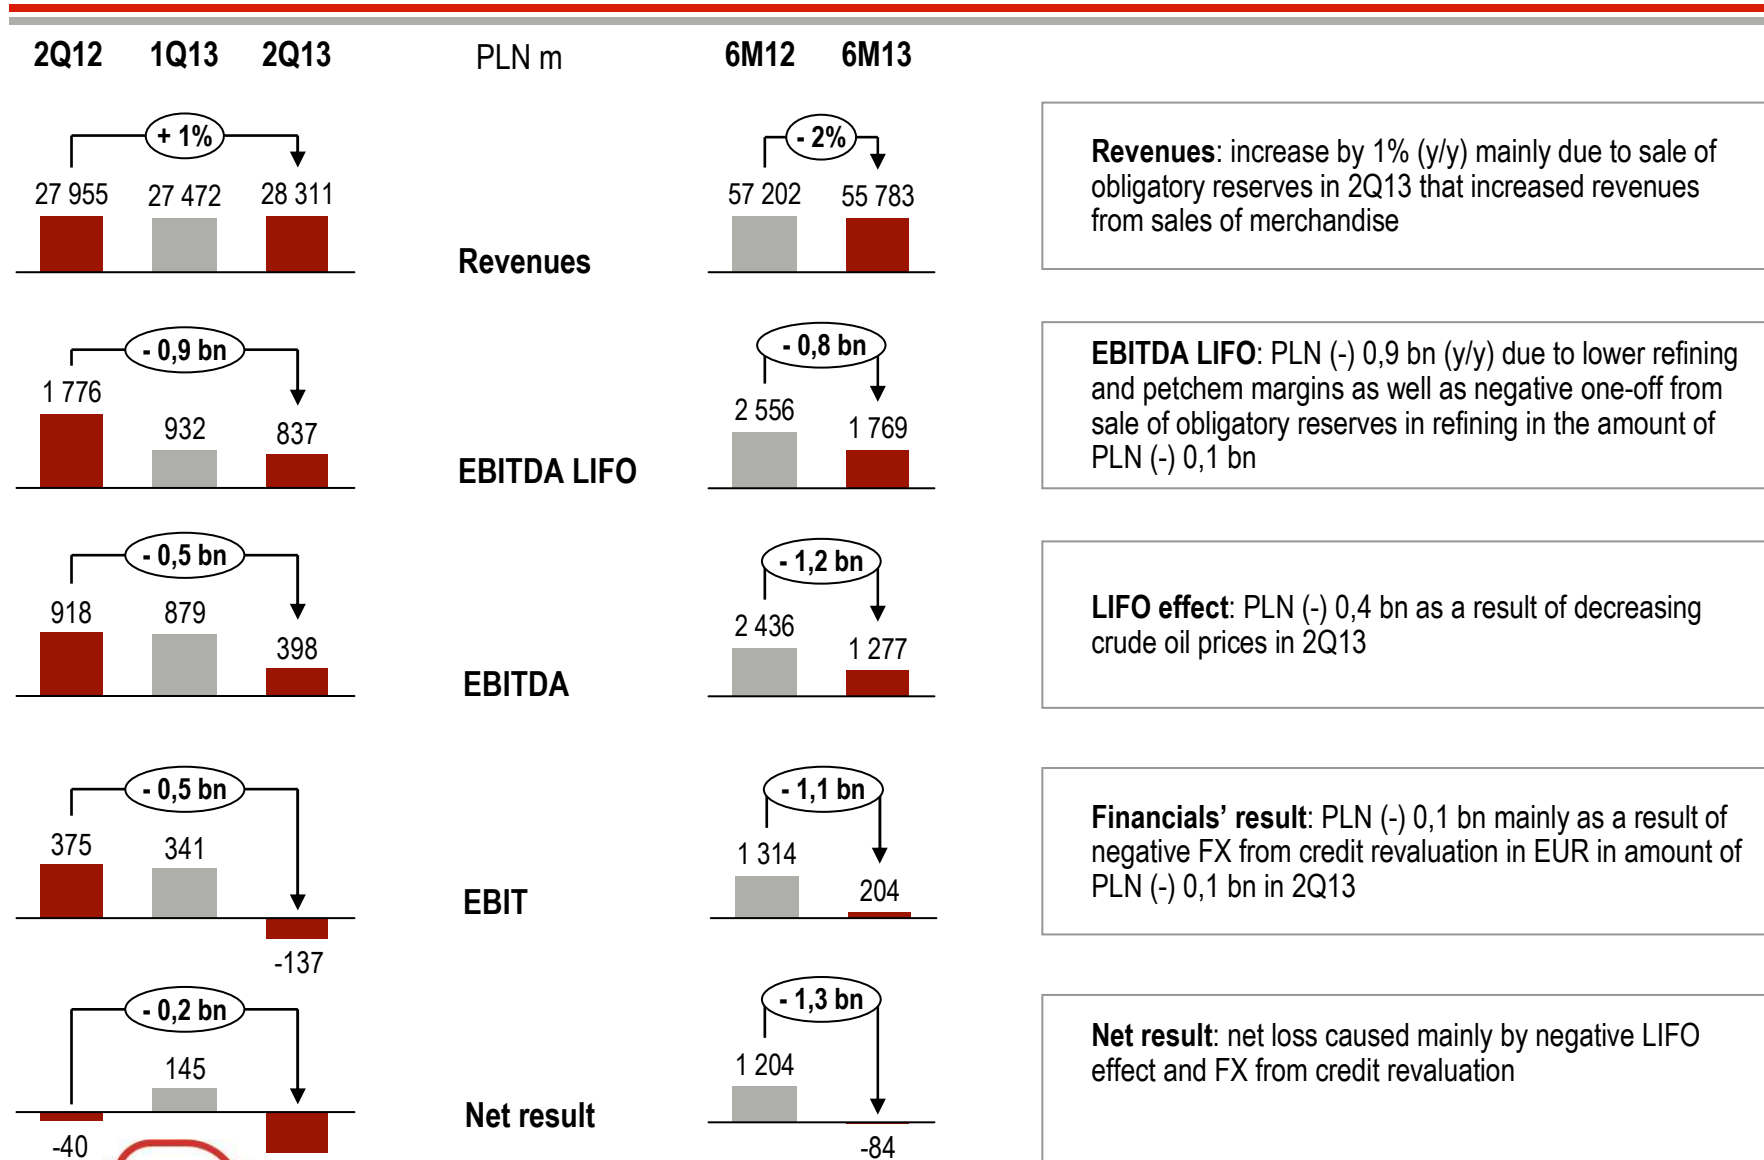 2Q12 1Q13 2Q13 PLN m 6M12 6M13
+ 1%
- 2%
27 955 27 472 28 311
57 202 55 783
Revenues
Revenues: increase by 1% (y/y) mainly due to sale of
obligatory reserves in 2Q13 that increased revenues
from sales of merchandise
- 0,9 bn
- 0,8 bn
1 776 932 837
2 556 1 769
EBITDA LIFO
EBITDA LIFO: PLN (-) 0,9 bn (y/y) due to lower refining
and petchem margins as well as negative one-off from
sale of obligatory reserves in refining in the amount of
PLN (-) 0,1 bn
- 0,5 bn
- 1,2 bn
918 879 398
2 436 1 277
EBITDA
LIFO effect: PLN (-) 0,4 bn as a result of decreasing
crude oil prices in 2Q13
- 0,5 bn
- 1,1 bn
375 341 -137
1 314 204
EBIT
Financials’ result: PLN (-) 0,1 bn mainly as a result of
negative FX from credit revaluation in EUR in amount of
PLN (-) 0,1 bn in 2Q13
- 0,2 bn
- 1,3 bn
-40 145
1 204 -84
Net result
Net result: net loss caused mainly by negative LIFO
effect and FX from credit revaluation